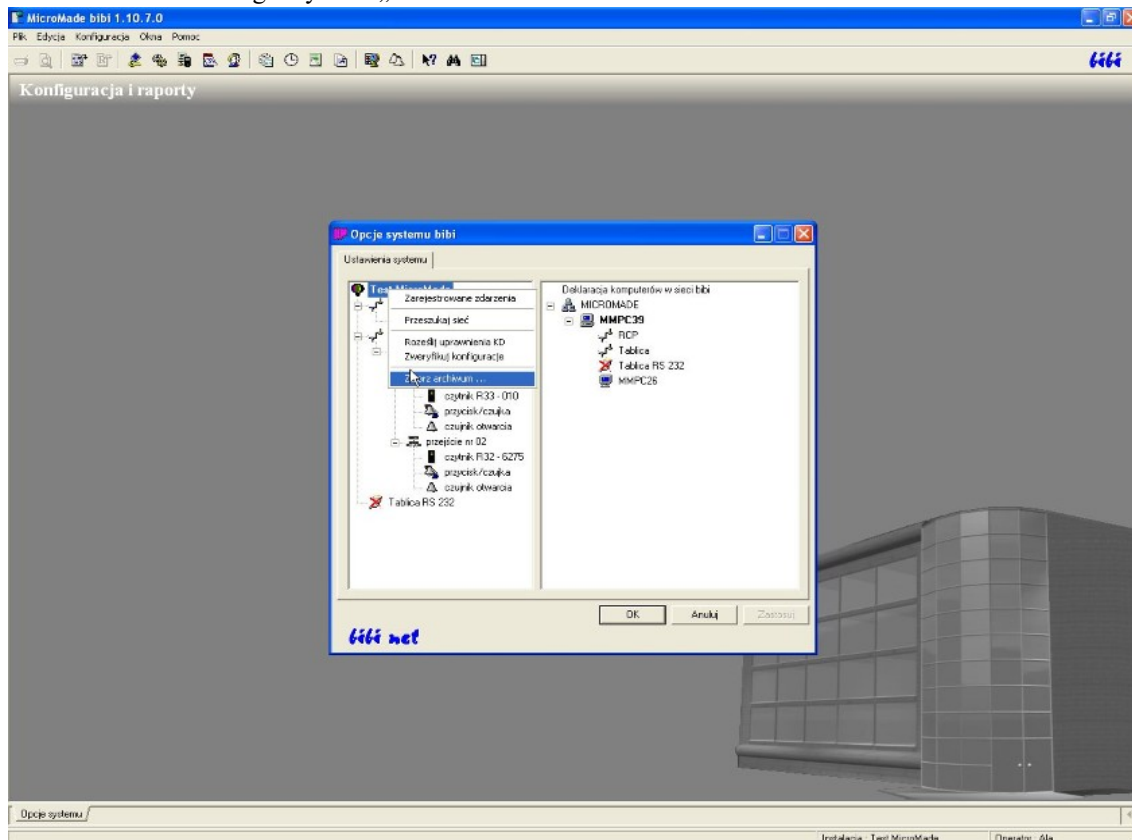 MicroMade bibi 1.10.7.0
Plik Edycja Konfiguracja Okna Pomoc
bibi
Konfiguracja i raporty
Opcje systemu bibi
Ustawienia systemu
Test MicroMade
Zarejestrowane zdarzenia
Przeszukaj sieć
Roześlij uprawnienia KD
Zweryfikuj konfiguracje
archiwum ...
czytnik R33 - 010
przycisk/czujka
czujnik otwarcia
przejście nr 02
czytnik R32 - 6275
przycisk/czujka
czujnik otwarcia
Tablica RS 232
Deklaracja komputerów w sieci bibi
MICROMADE
MMPC39
RCP
Tablica
Tablica RS 232
MMPC26
OK Anuluj Zastosuj
bibi net
Opcje systemu
Instalacja : Test MicroMade Operator: Ala